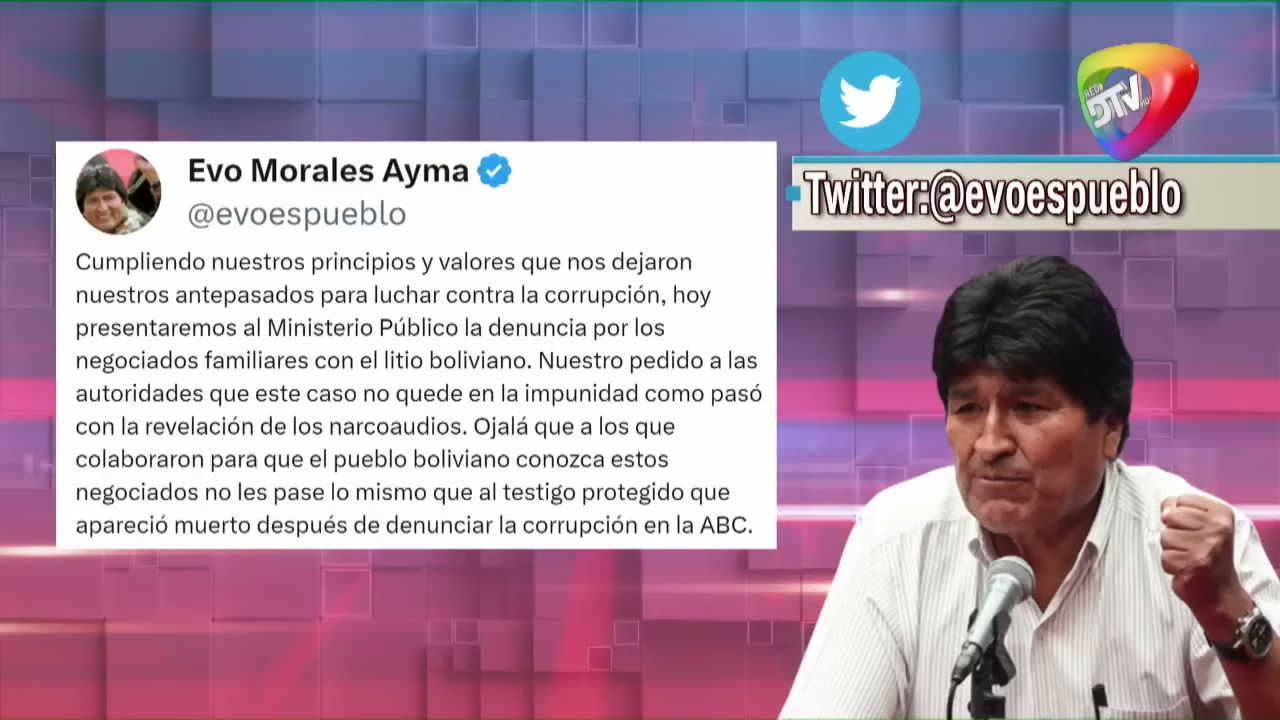 Evo Morales Ayma
@evoespueblo
Cumpliendo nuestros principios y valores que nos dejaron
nuestros antepasados para luchar contra la corrupción, hoy
presentaremos al Ministerio Público la denuncia por los
negociados familiares con el litio boliviano. Nuestro pedido a las
autoridades que este caso no quede en la impunidad como pasó
con la revelación de los narcoaudios. Ojalá que a los que
colaboraron para que el pueblo boliviano conozca estos
negociados no les pase lo mismo que al testigo protegido que
apareció muerto después de denunciar la corrupción en la ABC.
RED
DTV
Twitter:@evoespueblo